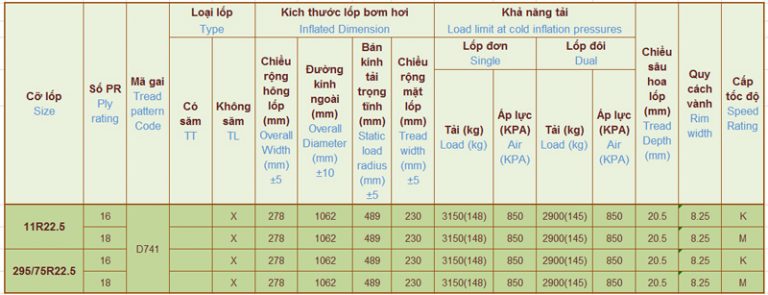 Cỡ lốp
Size
Số PR
Ply
rating
Mã gai
Tread
pattern
Code
Loại lốp
Type
Có
săm
TT
Không
săm
TL
Kích thước lốp bơm hơi
Inflated Dimension
Chiều
rộng
hông
lốp
(mm)
Overall
Width
(mm)
±5
Đường
kính
ngoài
(mm)
Overall
Diameter
(mm)
±10
Bán
kính
tải
trọng
tĩnh
(mm)
Static
load
radius
(mm)
±5
Chiều
rộng
mặt
lốp
(mm)
Tread
width
(mm)
±5
Khả năng tải
Load limit at cold inflation pressures
Lốp đơn
Single
Tải (kg)
Load (kg)
Áp lực
(KPA)
Air
(KPA)
Lốp đôi
Dual
Tải (kg)
Load (kg)
Áp lực
(KPA)
Air
(KPA)
Chiều
sâu
hoa
lốp
(mm)
Tread
Depth
(mm)
Quy
cách
vành
Rim
width
Cấp
tốc độ
Speed
Rating
11R22.5
16 X 278 1062 489 230 3150(148) 850 2900(145) 850 20.5 8.25 K
18 X 278 1062 489 230 3150(148) 850 2900(145) 850 20.5 8.25 M
D741
295/75R22.5
16 X 278 1062 489 230 3150(148) 850 2900(145) 850 20.5 8.25 K
18 X 278 1062 489 230 3150(148) 850 2900(145) 850 20.5 8.25 M